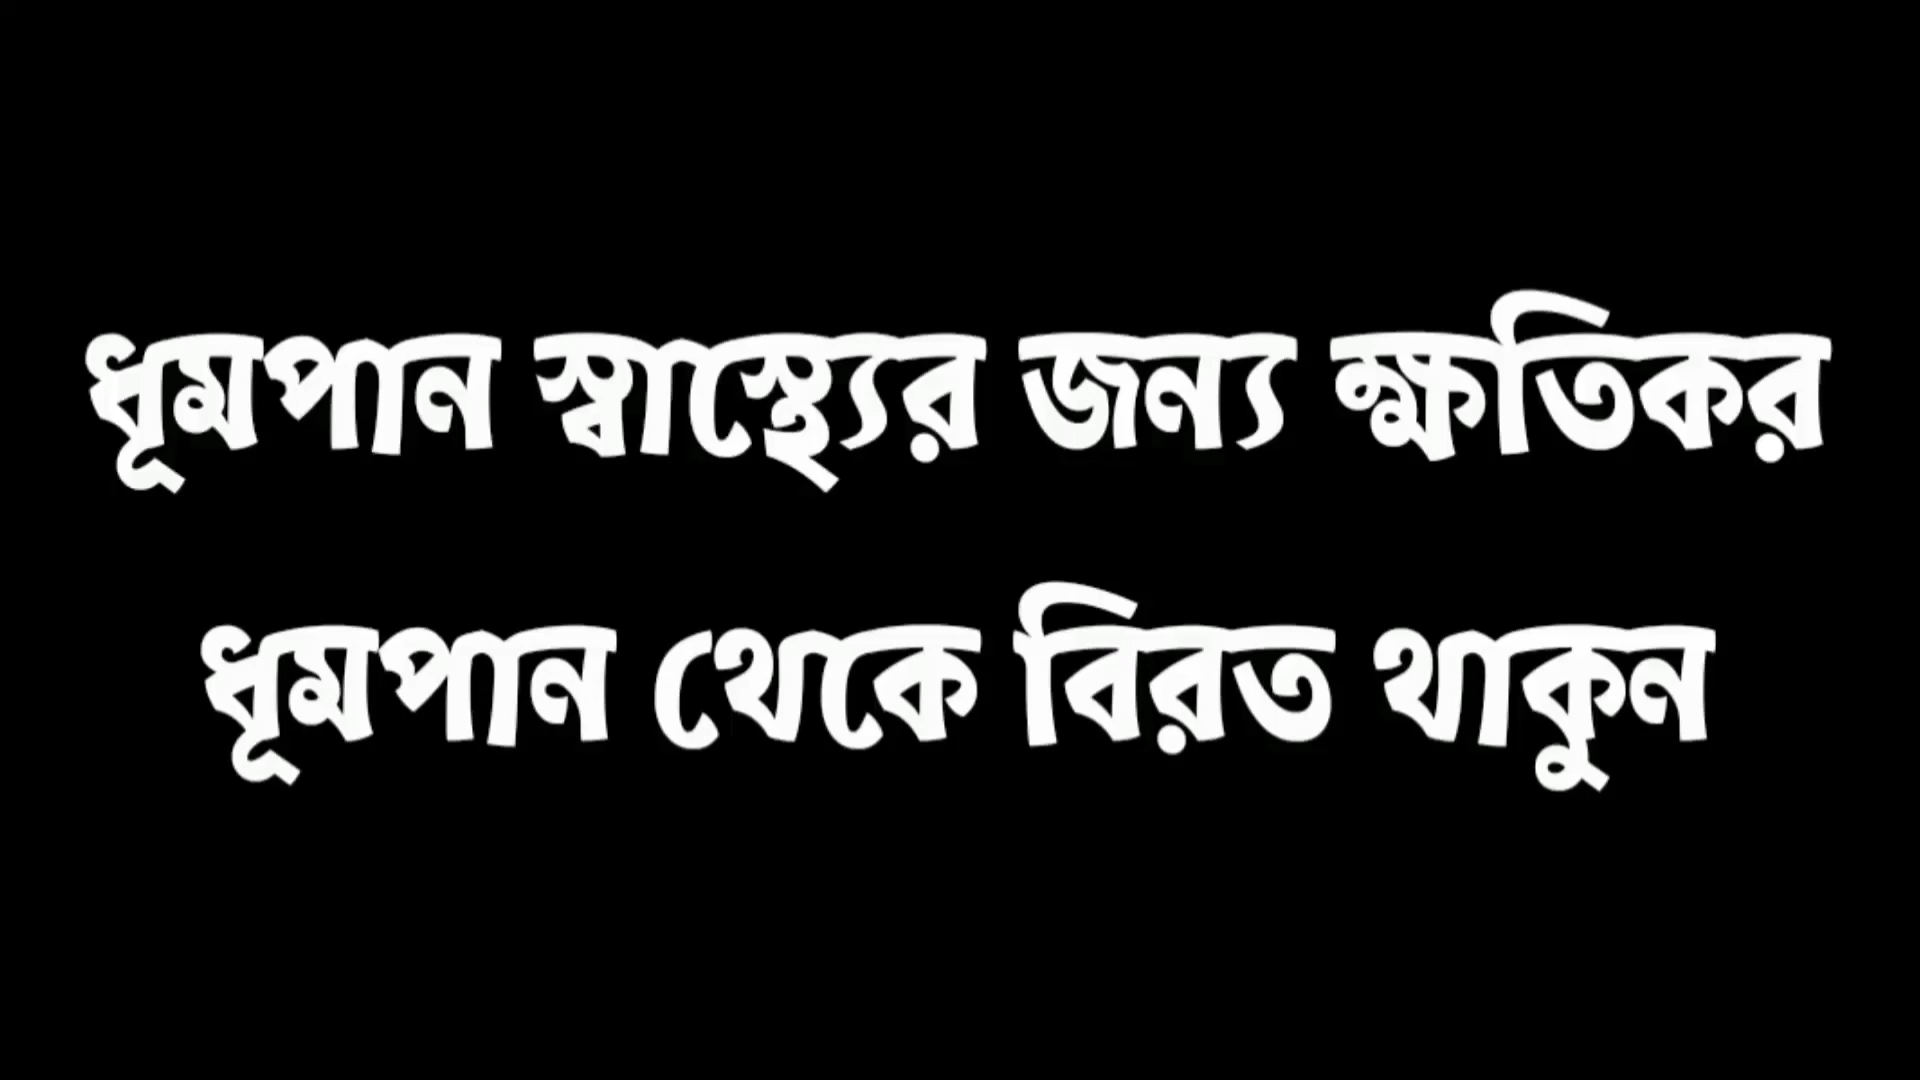 ধূমপান স্বাস্থ্যের জন্য ক্ষতিকর
ধূমপান থেকে বিরত থাকুন